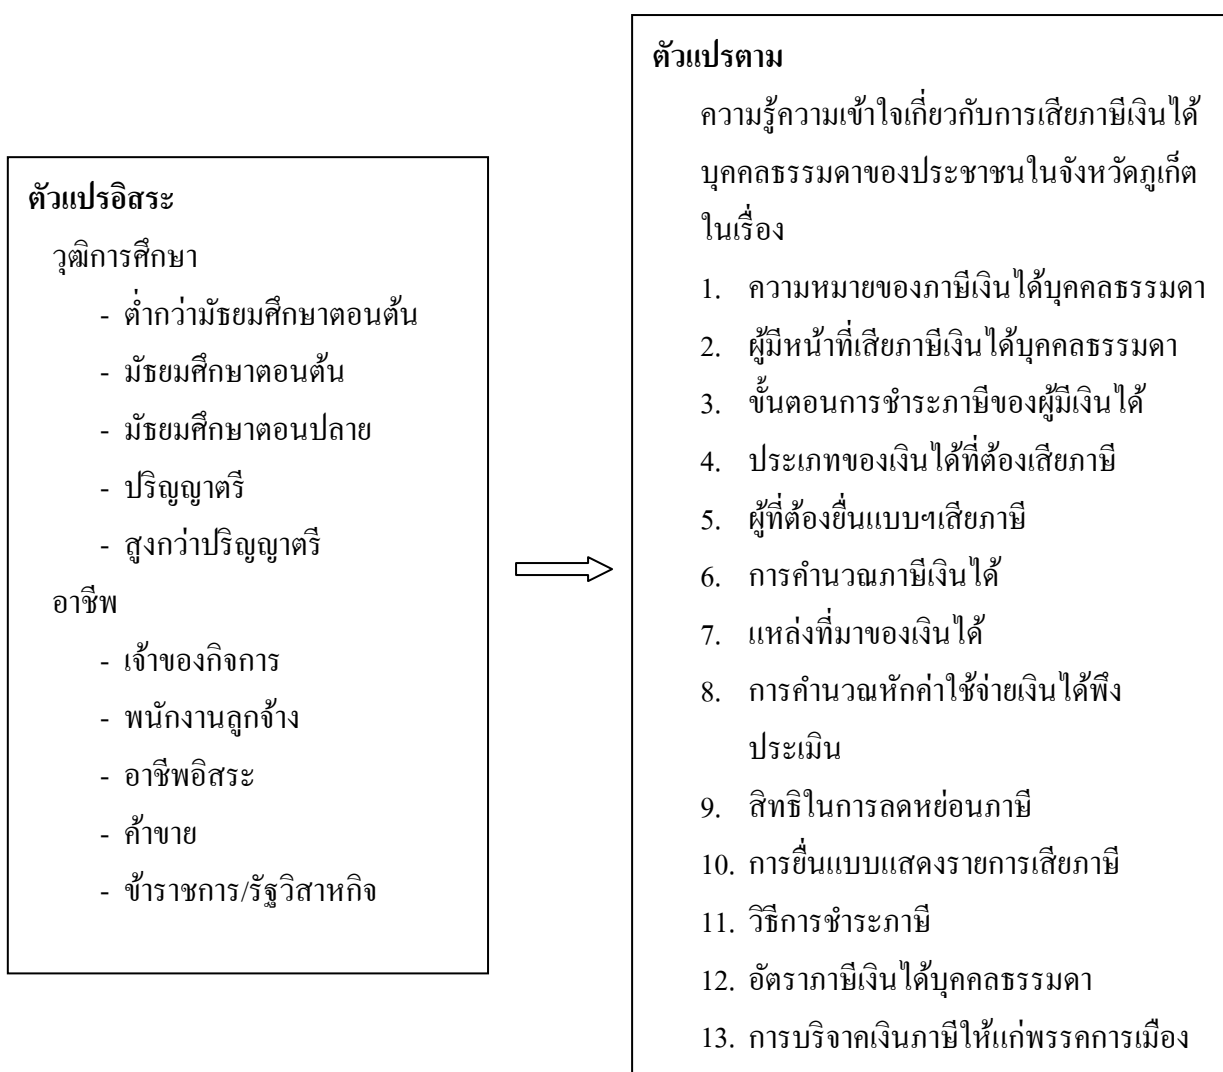 ตัวแปรอิสระ
วุฒิการศึกษา
- ต่ำกว่ามัธยมศึกษาตอนต้น
- มัธยมศึกษาตอนต้น
- มัธยมศึกษาตอนปลาย
- ปริญญาตรี
- สูงกว่าปริญญาตรี
อาชีพ
- เจ้าของกิจการ
- พนักงานลูกจ้าง
- อาชีพอิสระ
- ค้าขาย
- ข้าราชการ/รัฐวิสาหกิจ
ตัวแปรตาม
ความรู้ความเข้าใจเกี่ยวกับการเสียภาษีเงินได้
บุคคลธรรมดาของประชาชนในจังหวัดภูเก็ต
ในเรื่อง
1. ความหมายของภาษีเงินได้บุคคลธรรมดา
2. ผู้มีหน้าที่เสียภาษีเงินได้บุคคลธรรมดา
3. ขั้นตอนการชำระภาษีของผู้มีเงินได้
4. ประเภทของเงินได้ที่ต้องเสียภาษี
5. ผู้ที่ต้องยื่นแบบฯเสียภาษี
6. การคำนวณภาษีเงินได้
7. แหล่งที่มาของเงินได้
8. การคำนวณหักค่าใช้จ่ายเงินได้พึง
ประเมิน
9. สิทธิในการลดหย่อนภาษี
10. การยื่นแบบแสดงรายการเสียภาษี
11. วิธีการชำระภาษี
12. อัตราภาษีเงินได้บุคคลธรรมดา
13. การบริจาคเงินภาษีให้แก่พรรคการเมือง